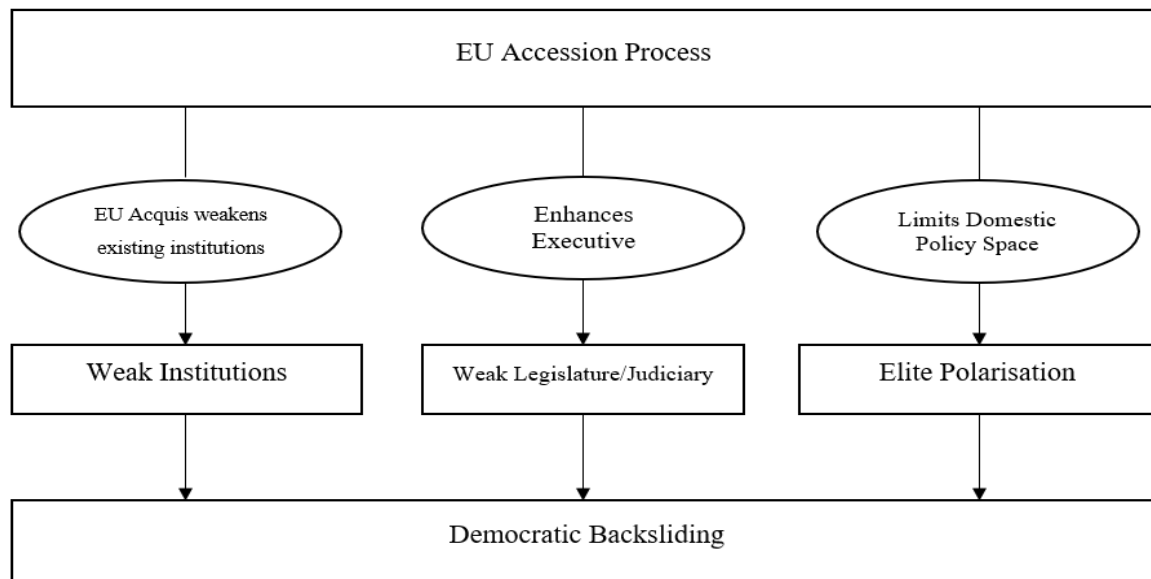 EU Accession Process
EU Acquis weakens
existing institutions
Enhances
Executive
Limits Domestic
Policy Space
Weak Institutions
Weak Legislature/Judiciary
Elite Polarisation
Democratic Backsliding